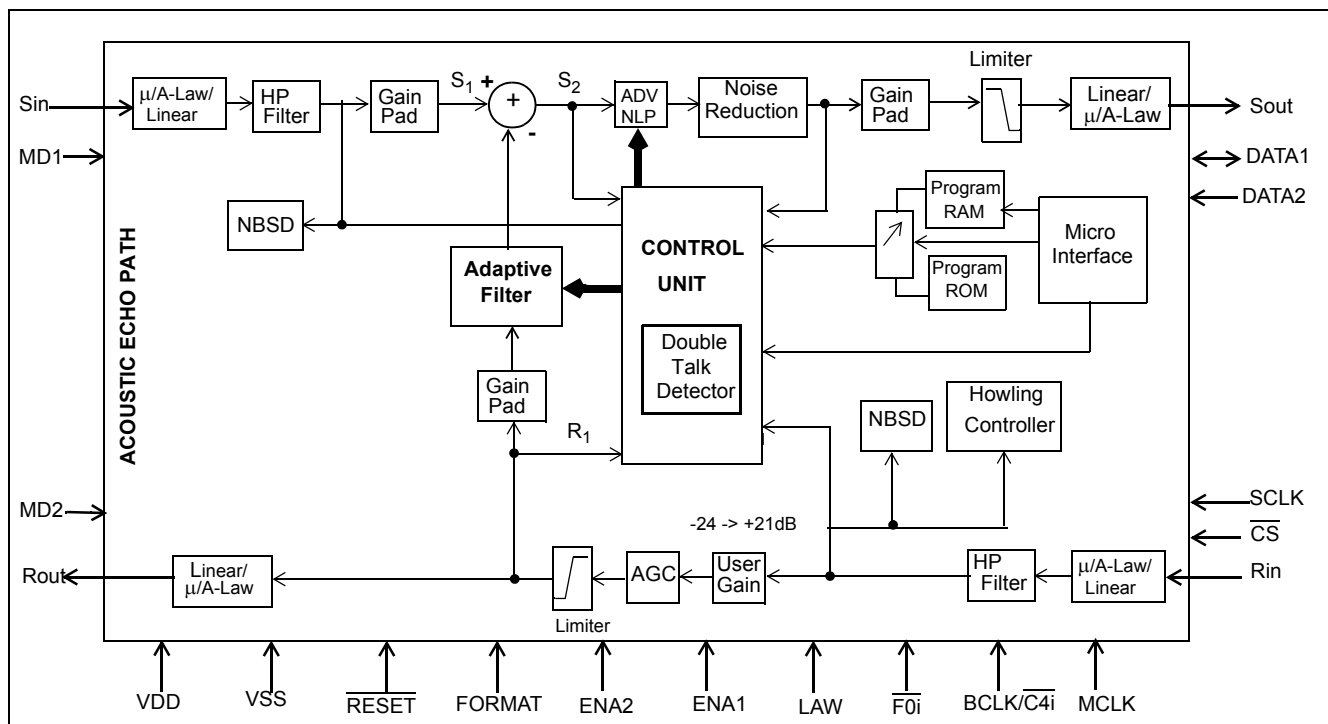 Limiter
Sin
μ/A-Law/
Linear
HP
Filter
Gain
Pad
S1
+
+
-
S2
ADV
NLP
Noise
Reduction
Gain
Pad
Linear/
μ/A-Law
Sout
MD1
DATA1
DATA2
NBSD
Program
RAM
Micro
Interface
Program
ROM
CONTROL
UNIT
Adaptive
Filter
Double
Talk
Detector
ACOUSTIC ECHO PATH
Gain
Pad
R1
NBSD
Howling
Controller
MD2
SCLK
CS
-24 -> +21dB
Rout
Linear/
μ/A-Law
Limiter
AGC
User
Gain
HP
Filter
μ/A-Law/
Linear
Rin
VDD
VSS
RESET
FORMAT
ENA2
ENA1
LAW
F0i
BCLK/C4i
MCLK